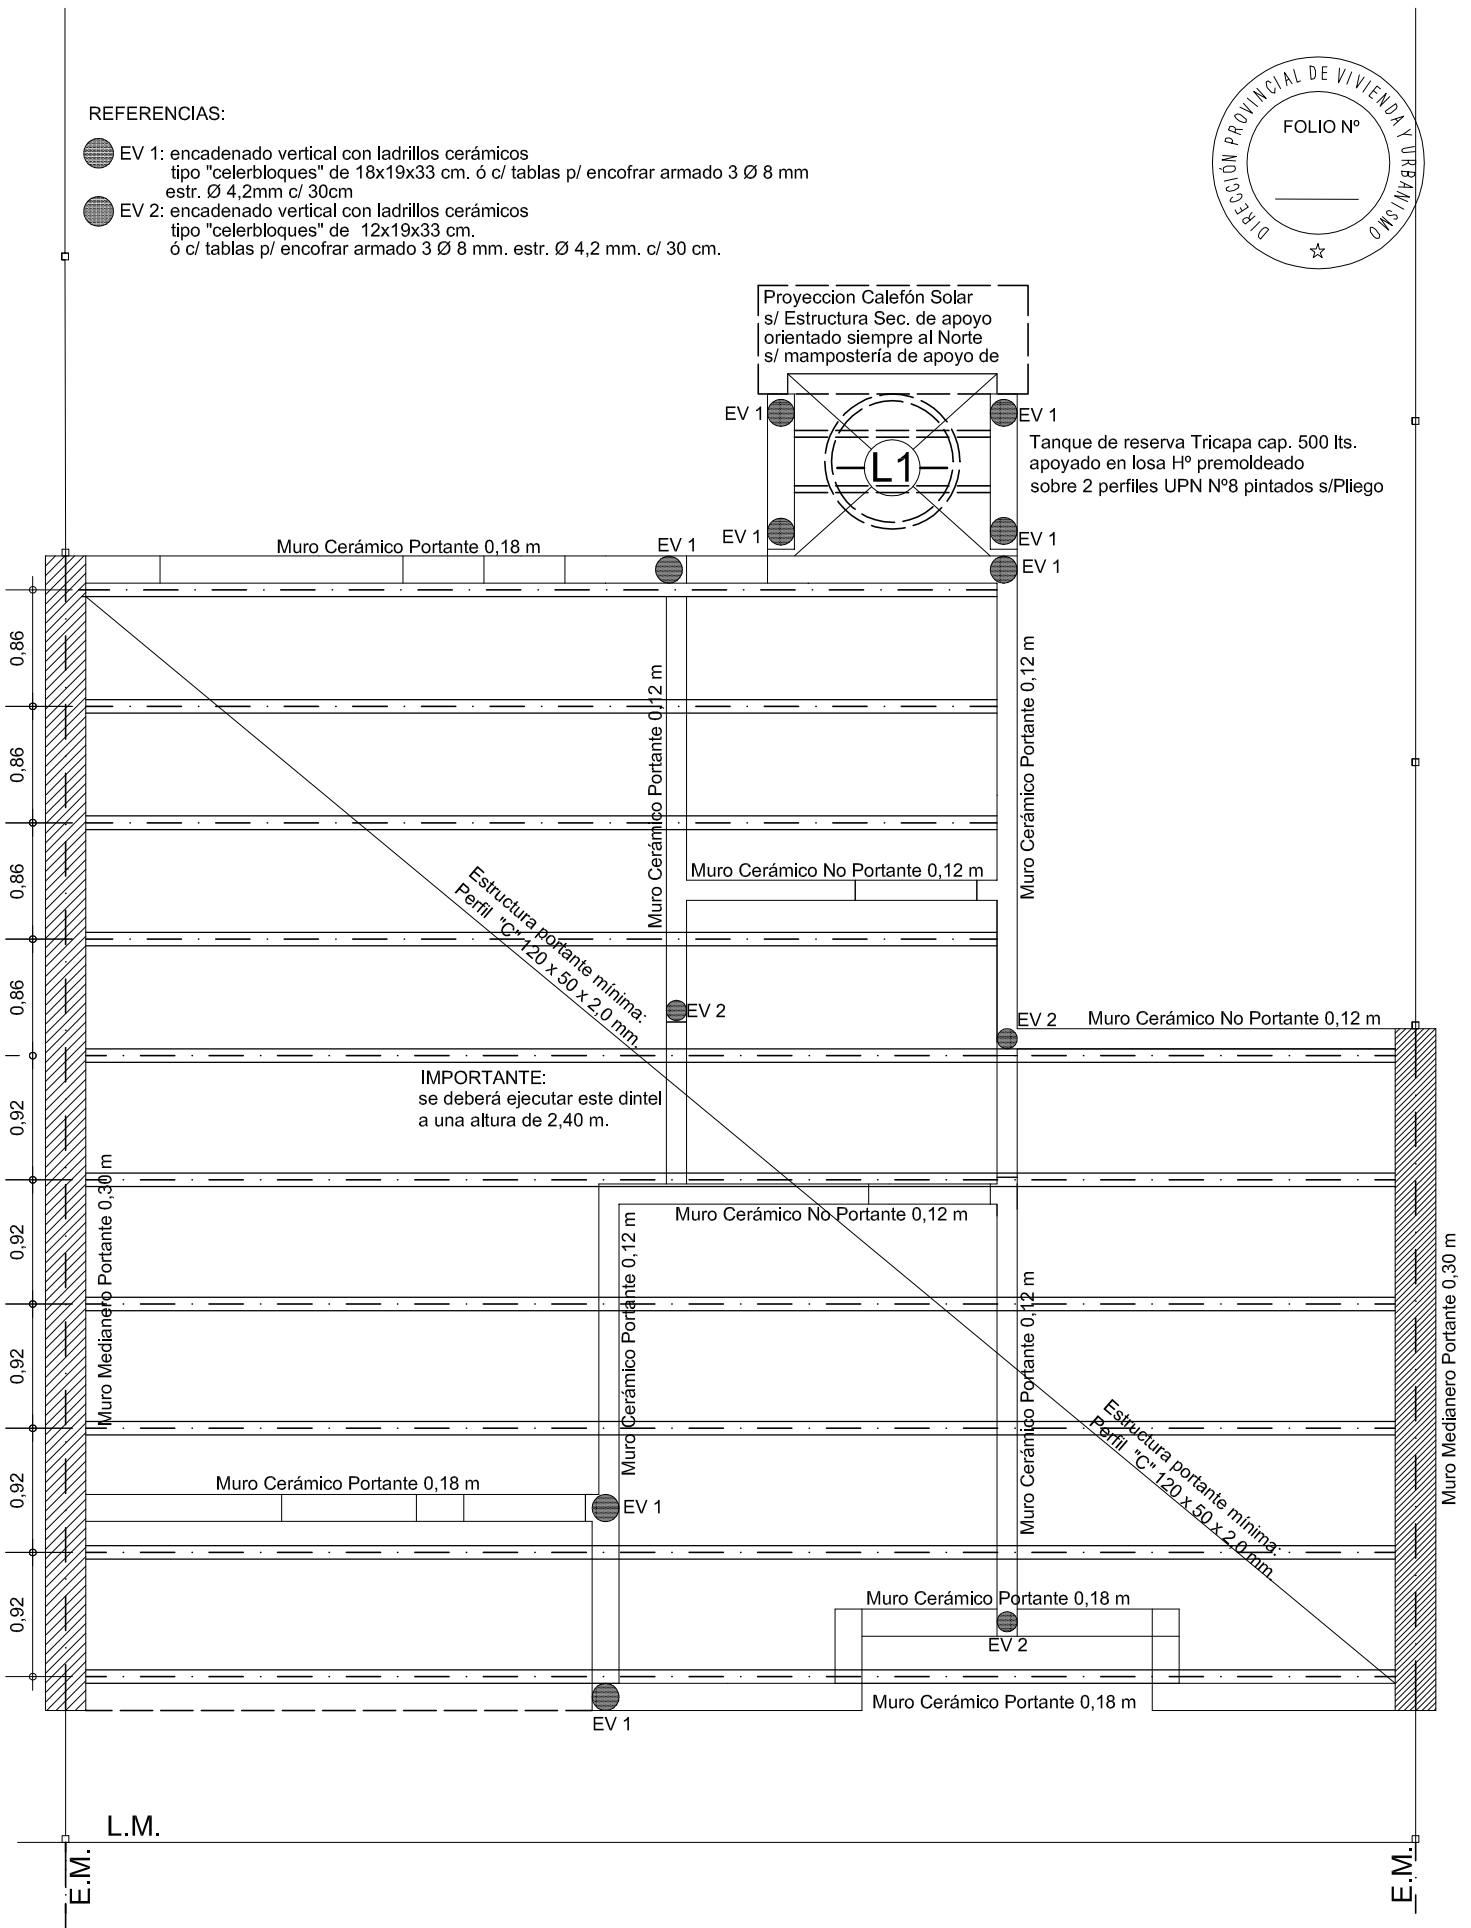 REFERENCIAS:
EV 1: encadenado vertical con ladrillos cerámicos
tipo "celerbloques" de 18x19x33 cm. ó c/ tablas p/ encofrar armado 3 Ø 8 mm
estr. Ø 4,2mm c/ 30cm
EV 2: encadenado vertical con ladrillos cerámicos
tipo "celerbloques" de 12x19x33 cm.
ó c/ tablas p/ encofrar armado 3 Ø 8 mm. estr. Ø 4,2 mm. c/ 30 cm.
DIRECCIÓN PROVINCIAL DE VIVIENDA Y URBANISMO
FOLIO Nº
Proyeccion Calefón Solar
s/ Estructura Sec. de apoyo
orientado siempre al Norte
s/ mampostería de apoyo de
EV 1
EV 1
L1
Tanque de reserva Tricapa cap. 500 lts.
apoyado en losa Hº premoldeado
sobre 2 perfiles UPN Nº8 pintados s/Pliego
EV 1
EV 1
Muro Cerámico Portante 0,18 m
EV 1
EV 1
0,86
0,86
0,86
0,86
0,92
0,92
0,92
0,92
0,92
Muro Cerámico Portante 0,12 m
Muro Cerámico Portante 0,12 m
Muro Cerámico No Portante 0,12 m
Estructura portante mínima:
Perfil "C" 120 x 50 x 2,0 mm.
EV 2
EV 2
Muro Cerámico No Portante 0,12 m
IMPORTANTE:
se deberá ejecutar este dintel
a una altura de 2,40 m.
Muro Medianero Portante 0,30 m
Muro Cerámico No Portante 0,12 m
Muro Cerámico Portante 0,12 m
Muro Cerámico Portante 0,12 m
Muro Medianero Portante 0,30 m
Estructura portante mínima:
Perfil "C" 120 x 50 x 2,0 mm.
Muro Cerámico Portante 0,18 m
EV 1
Muro Cerámico Portante 0,18 m
EV 2
Muro Cerámico Portante 0,18 m
EV 1
L.M.
E.M.
E.M.